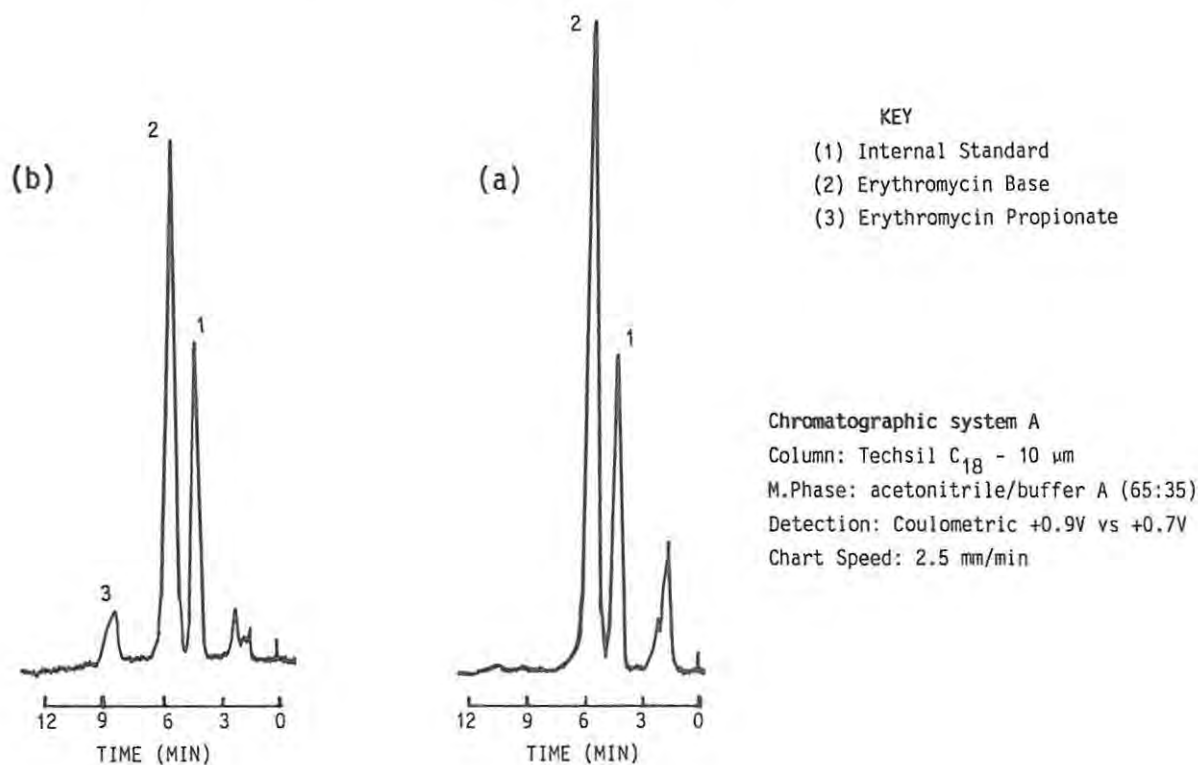 (b)
2
1
3
12 9 6 3 0
TIME (MIN)
(a)
2
1
12 9 6 3 0
TIME (MIN)
KEY
(1) Internal Standard
(2) Erythromycin Base
(3) Erythromycin Propionate
Chromatographic system A
Column: Techsil C18 - 10 µm
M.Phase: acetonitrile/buffer A (65:35)
Detection: Coulometric +0.9V vs +0.7V
Chart Speed: 2.5 mm/min